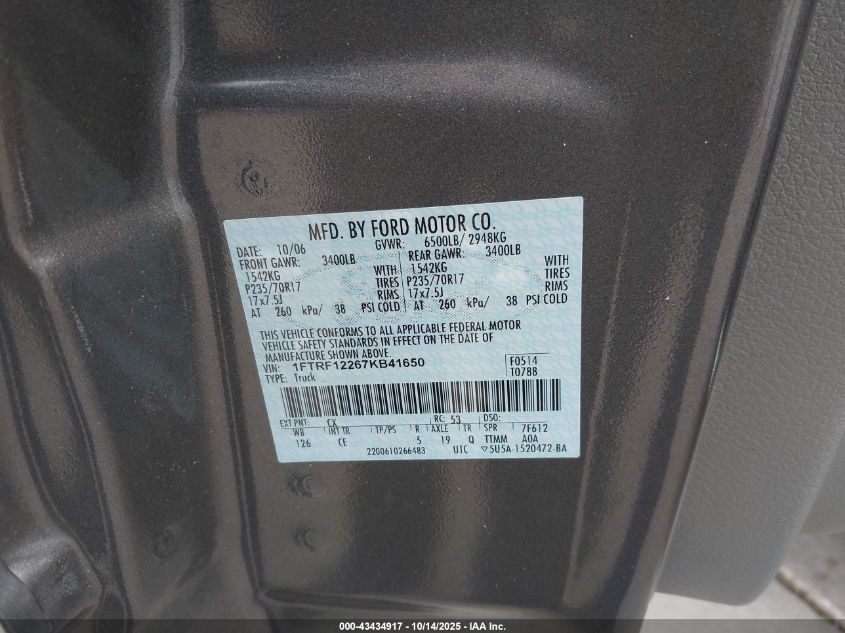 MFD. BY FORD MOTOR CO.
DATE: 10/06 GVWR: 6500LB/ 2948KG
FRONT GAWR: 3400LB REAR GAWR: 3400LB
1542KG WITH 1542KG WITH
P235/70R17 TIRES P235/70R17 TIRES
17x7.5J RIMS 17x7.5J RIMS
AT 260 kPa/ 38 PSI COLD AT 260 kPa/ 38 PSI COLD
THIS VEHICLE CONFORMS TO ALL APPLICABLE FEDERAL MOTOR
VEHICLE SAFETY STANDARDS IN EFFECT ON THE DATE OF
MANUFACTURE SHOWN ABOVE.
VIN: 1FTRF12267KB41650 F0514
TYPE: Truck T0788
EXT PNT: CX RC: 53 DSO:
WB INT TR TP/PS R AXLE TR SPR 7F612
126 CE 5 19 Q TTMM A0A
2200610266483 UTC ▽5U5A-1520472-BA
000-43434917 - 10/14/2025 - IAA Inc.